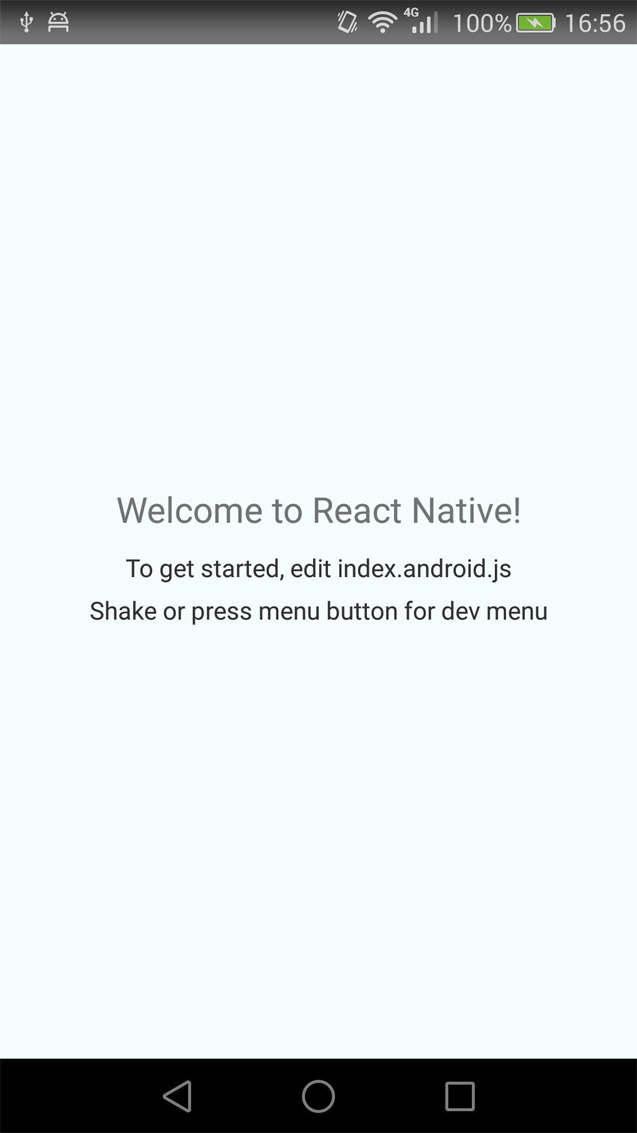 4G 100% 16:56
Welcome to React Native!
To get started, edit index.android.js
Shake or press menu button for dev menu